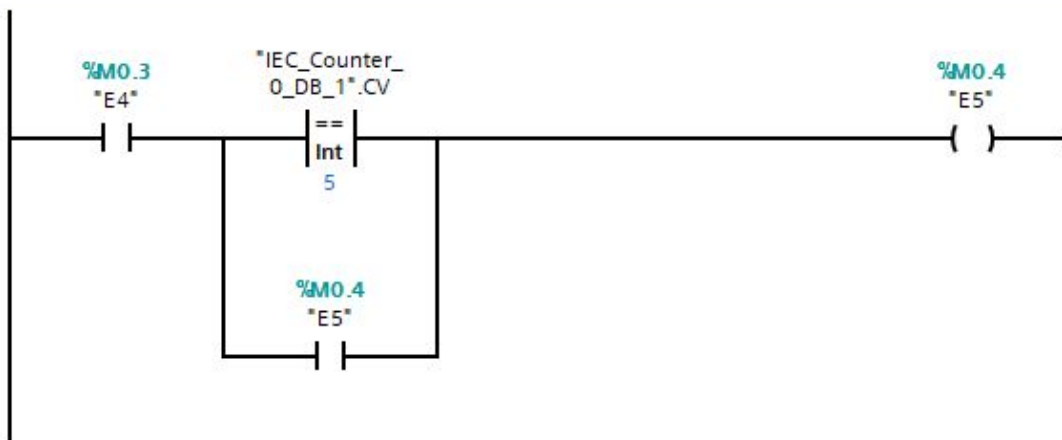 "IEC_Counter_
%M0.3
0_DB_1".CV
%M0.4
"E4"
"E5"
==
Int
5
%M0.4
"E5"